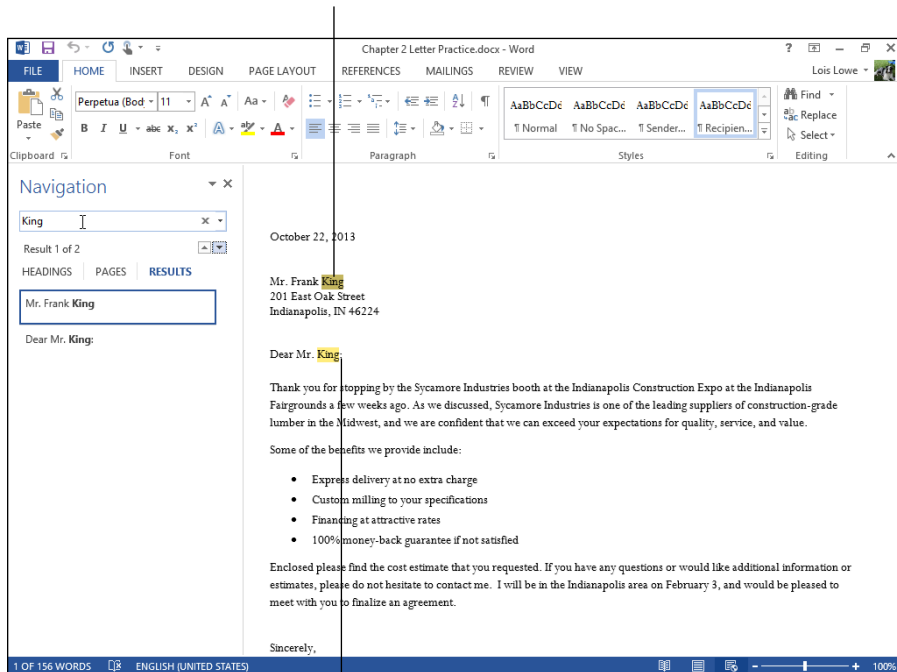 Chapter 2 Letter Practice.docx - Word
FILE HOME INSERT DESIGN PAGE LAYOUT REFERENCES MAILINGS REVIEW VIEW Lois Lowe
Paste
Perpetua (Bod 11
Aa
B I U abc X₂ X²
AaBbCcDd AaBbCcDd AaBbCcDd AaBbCcDd
¶ Normal ¶ No Spac... ¶ Sender... ¶ Recipien...
Find
Replace
Select
Clipboard Font Paragraph Styles Editing
Navigation
King
Result 1 of 2
HEADINGS PAGES RESULTS
Mr. Frank King
Dear Mr. King:
October 22, 2013
Mr. Frank King
201 East Oak Street
Indianapolis, IN 46224
Dear Mr. King:
Thank you for stopping by the Sycamore Industries booth at the Indianapolis Construction Expo at the Indianapolis
Fairgrounds a few weeks ago. As we discussed, Sycamore Industries is one of the leading suppliers of construction-grade
lumber in the Midwest, and we are confident that we can exceed your expectations for quality, service, and value.
Some of the benefits we provide include:
• Express delivery at no extra charge
• Custom milling to your specifications
• Financing at attractive rates
• 100% money-back guarantee if not satisfied
Enclosed please find the cost estimate that you requested. If you have any questions or would like additional information or
estimates, please do not hesitate to contact me. I will be in the Indianapolis area on February 3, and would be pleased to
meet with you to finalize an agreement.
Sincerely,
1 OF 156 WORDS ENGLISH (UNITED STATES) 100%